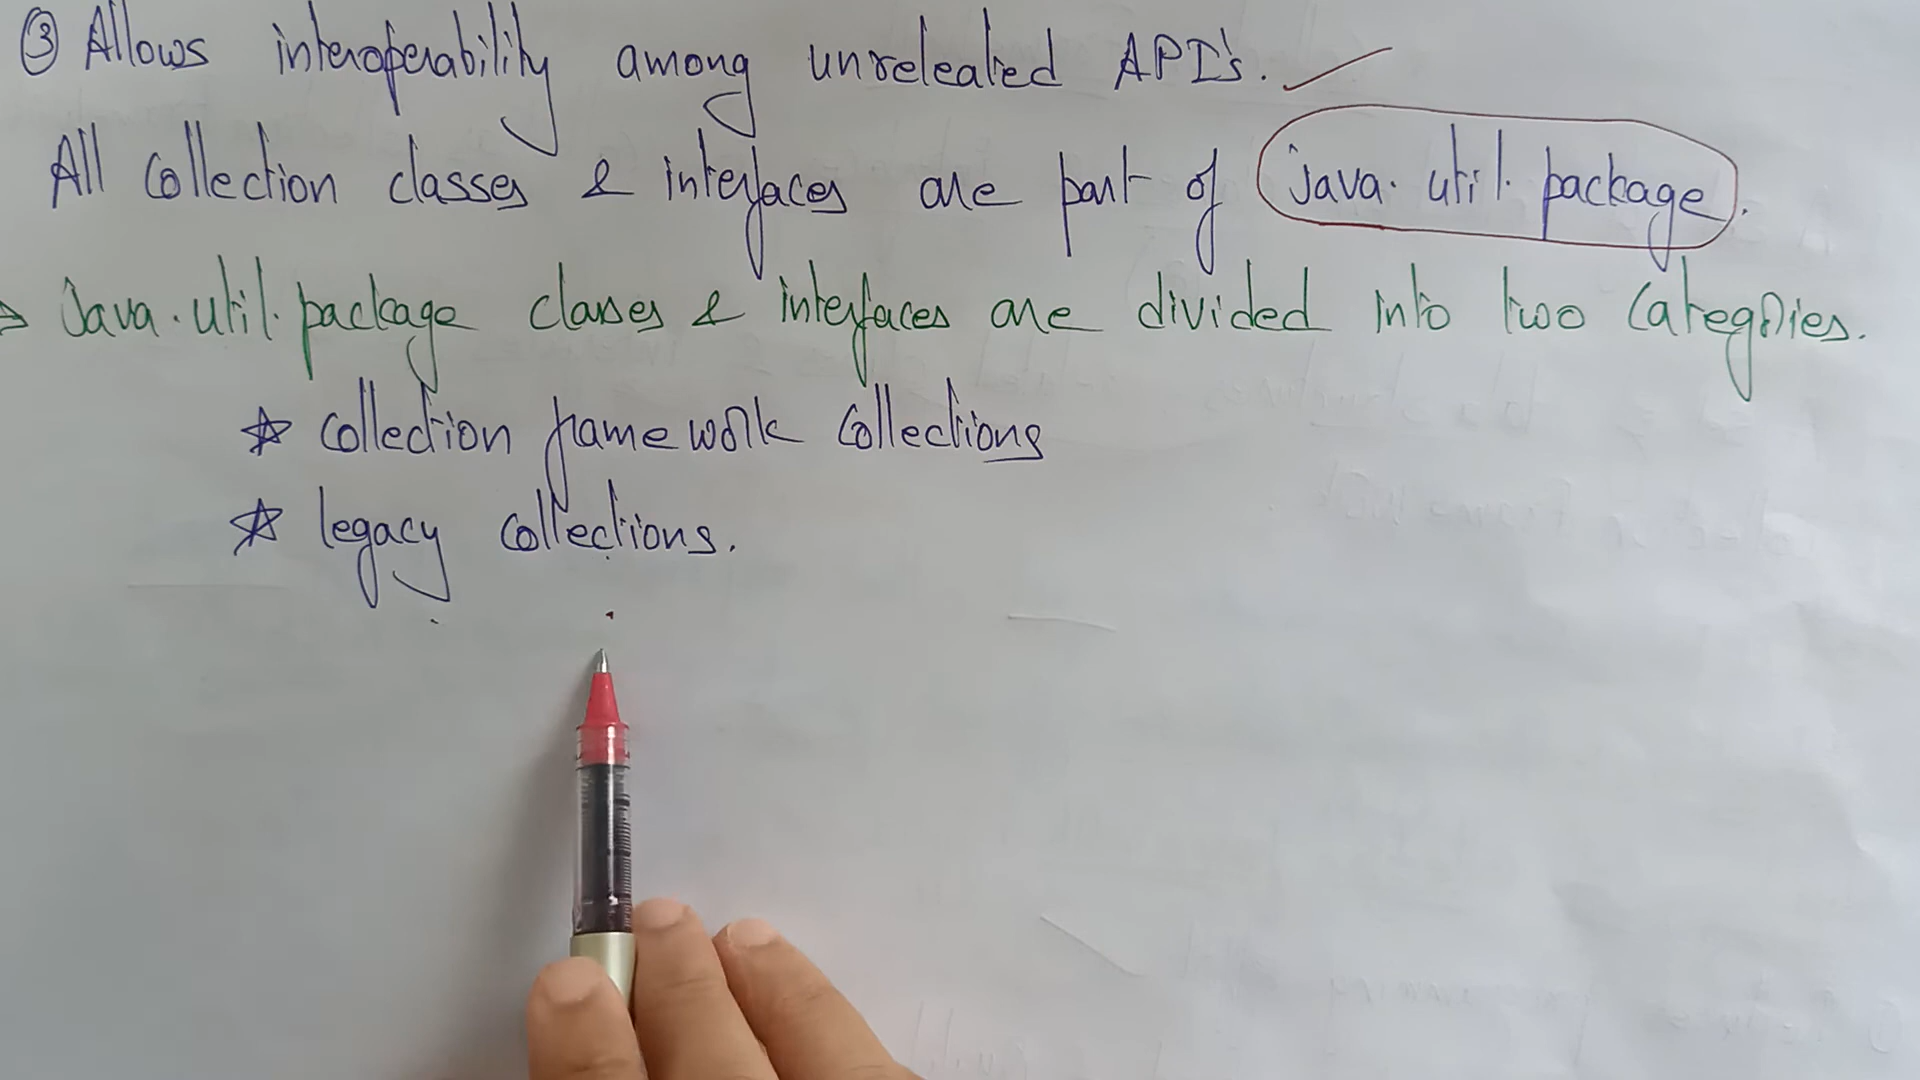 ③ Allows interoperability among unreleated API's.
All Collection classes & interfaces are part of java.util.package.
⇒ Java.util.package classes & interfaces are divided into two Categories.
☆ Collection framework Collections
☆ legacy Collections.